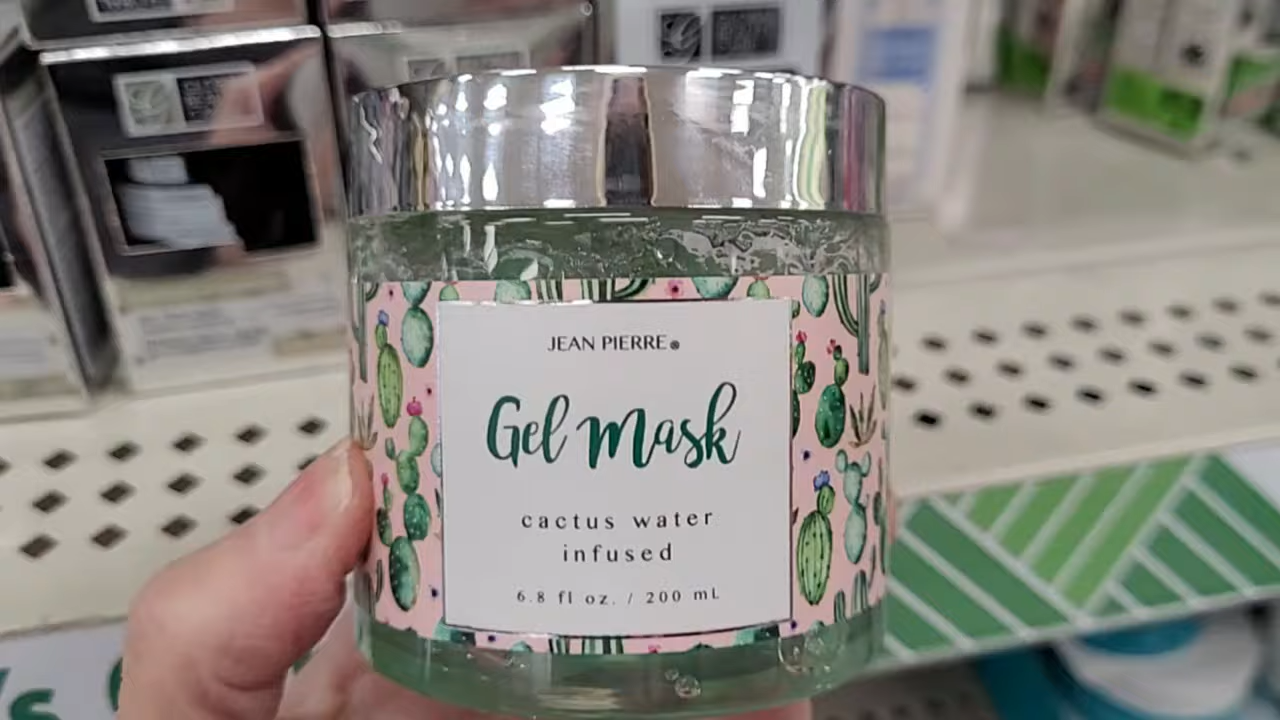 JEAN PIERRE®
Gel Mask
cactus water
infused
6.8 fl oz. / 200 mL